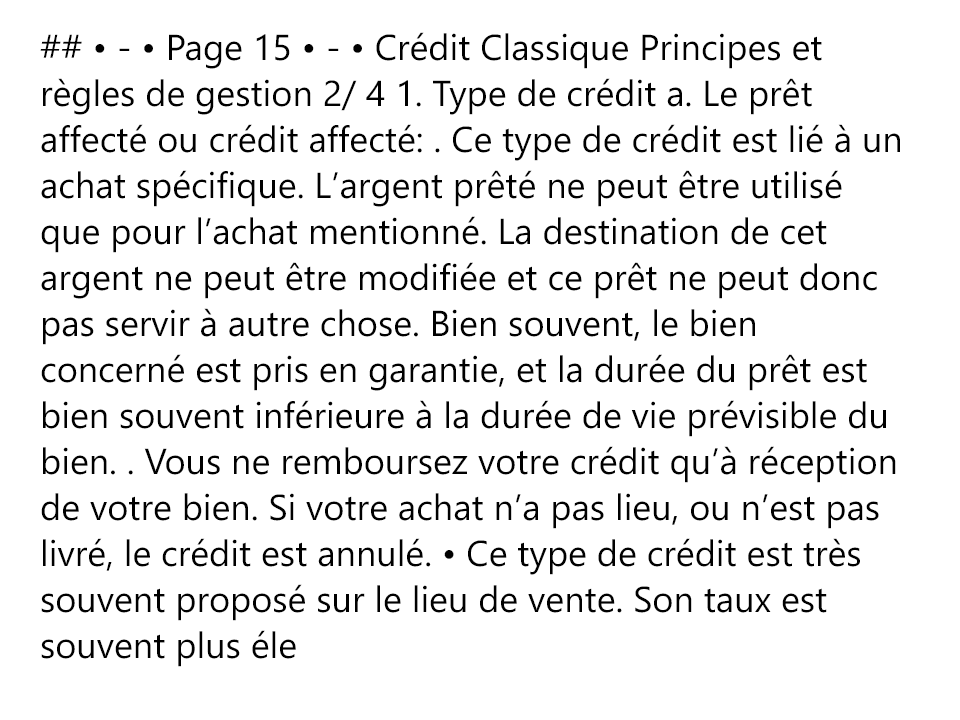 ## • - • Page 15 • - • Crédit Classique Principes et
règles de gestion 2/ 4 1. Type de crédit a. Le prêt
affecté ou crédit affecté: . Ce type de crédit est lié à un
achat spécifique. L’argent prêté ne peut être utilisé
que pour l’achat mentionné. La destination de cet
argent ne peut être modifiée et ce prêt ne peut donc
pas servir à autre chose. Bien souvent, le bien
concerné est pris en garantie, et la durée du prêt est
bien souvent inférieure à la durée de vie prévisible du
bien. . Vous ne remboursez votre crédit qu’à réception
de votre bien. Si votre achat n’a pas lieu, ou n’est pas
livré, le crédit est annulé. • Ce type de crédit est très
souvent proposé sur le lieu de vente. Son taux est
souvent plus éle